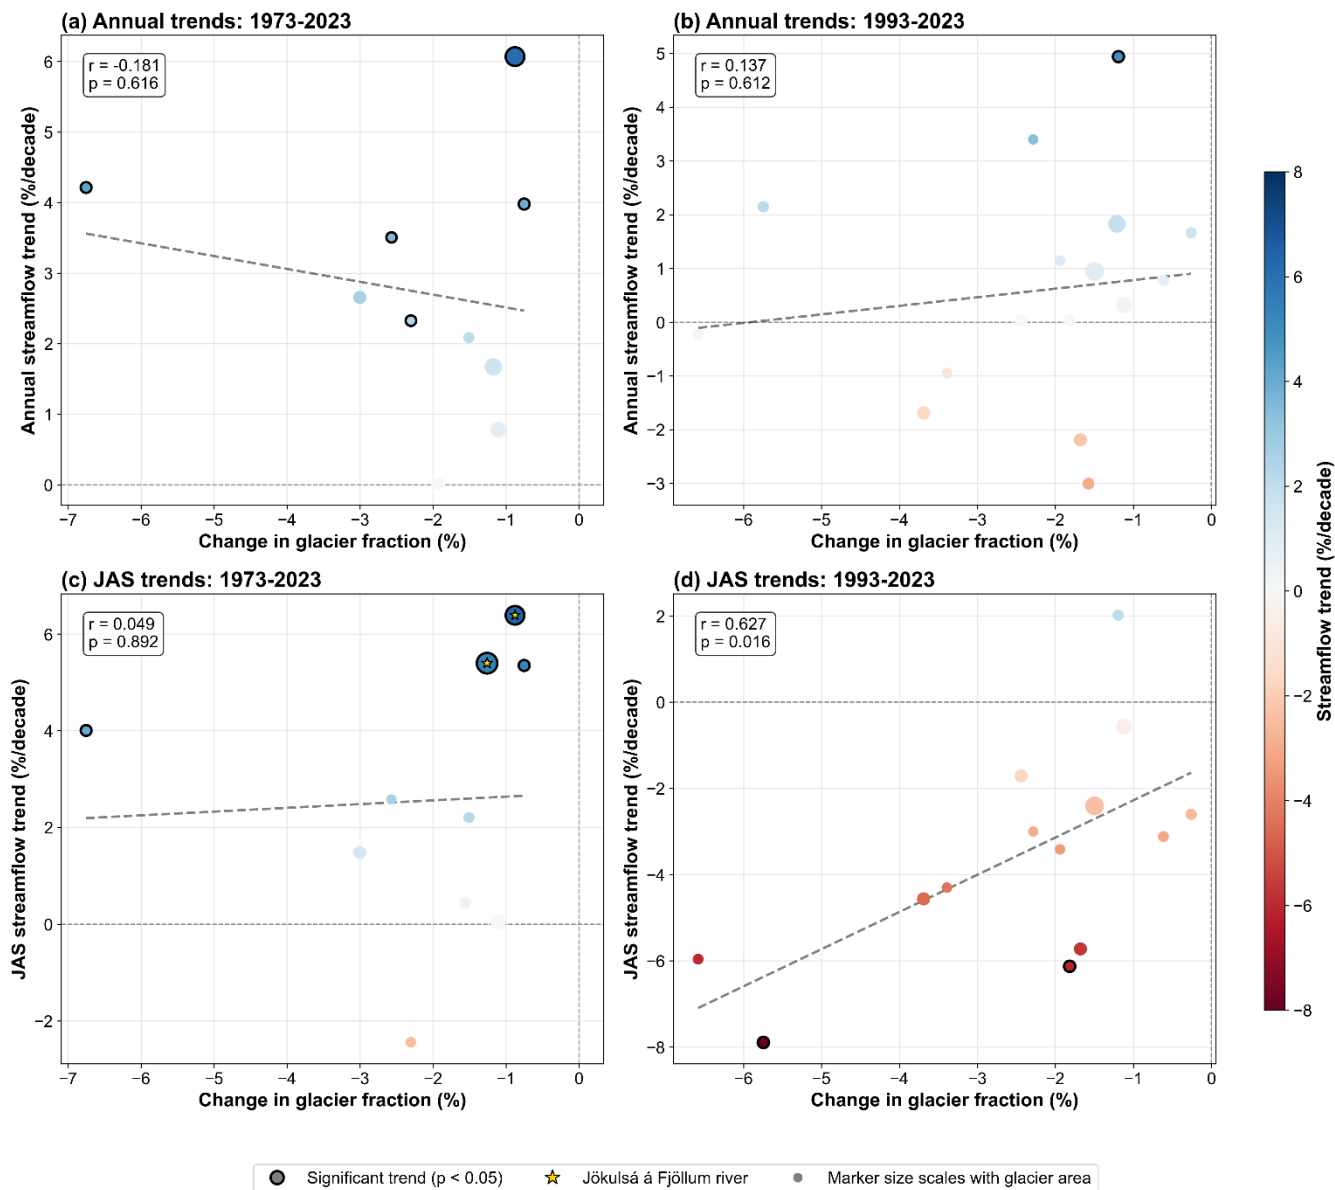 (a) Annual trends: 1973-2023
r = -0.181
p = 0.616
6
5
4
3
2
1
0
Annual streamflow trend (%/decade)
−7 −6 −5 −4 −3 −2 −1 0
Change in glacier fraction (%)
(b) Annual trends: 1993-2023
r = 0.137
p = 0.612
5
4
3
2
1
0
−1
−2
−3
Annual streamflow trend (%/decade)
−6 −5 −4 −3 −2 −1 0
Change in glacier fraction (%)
(c) JAS trends: 1973-2023
r = 0.049
p = 0.892
6
4
2
0
−2
JAS streamflow trend (%/decade)
−7 −6 −5 −4 −3 −2 −1 0
Change in glacier fraction (%)
(d) JAS trends: 1993-2023
r = 0.627
p = 0.016
2
0
−2
−4
−6
−8
JAS streamflow trend (%/decade)
−6 −5 −4 −3 −2 −1 0
Change in glacier fraction (%)
8
6
4
2
0
−2
−4
−6
−8
Streamflow trend (%/decade)
Significant trend (p < 0.05) Jökulsá á Fjöllum river Marker size scales with glacier area